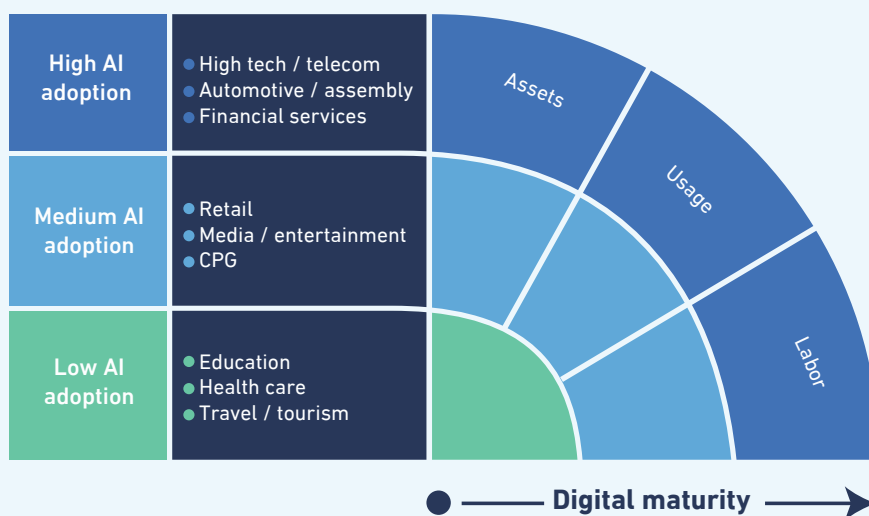 High AI
adoption
High tech / telecom
Automotive / assembly
Financial services
Assets
Usage
Labor
Medium AI
adoption
Retail
Media / entertainment
CPG
Low AI
adoption
Education
Health care
Travel / tourism
Digital maturity